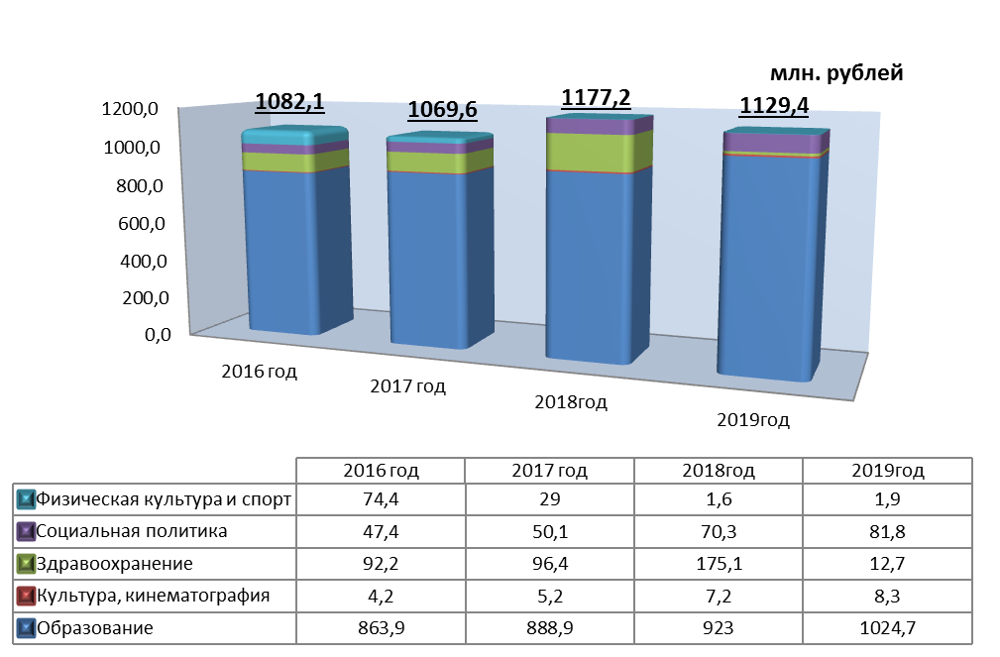 млн. рублей
1082,1
1069,6
1177,2
1129,4
1200,0
1000,0
800,0
600,0
400,0
200,0
0,0
2016 год
2017 год
2018год
2019год
2016 год 2017 год 2018год 2019год
Физическая культура и спорт 74,4 29 1,6 1,9
Социальная политика 47,4 50,1 70,3 81,8
Здравоохранение 92,2 96,4 175,1 12,7
Культура, кинематография 4,2 5,2 7,2 8,3
Образование 863,9 888,9 923 1024,7